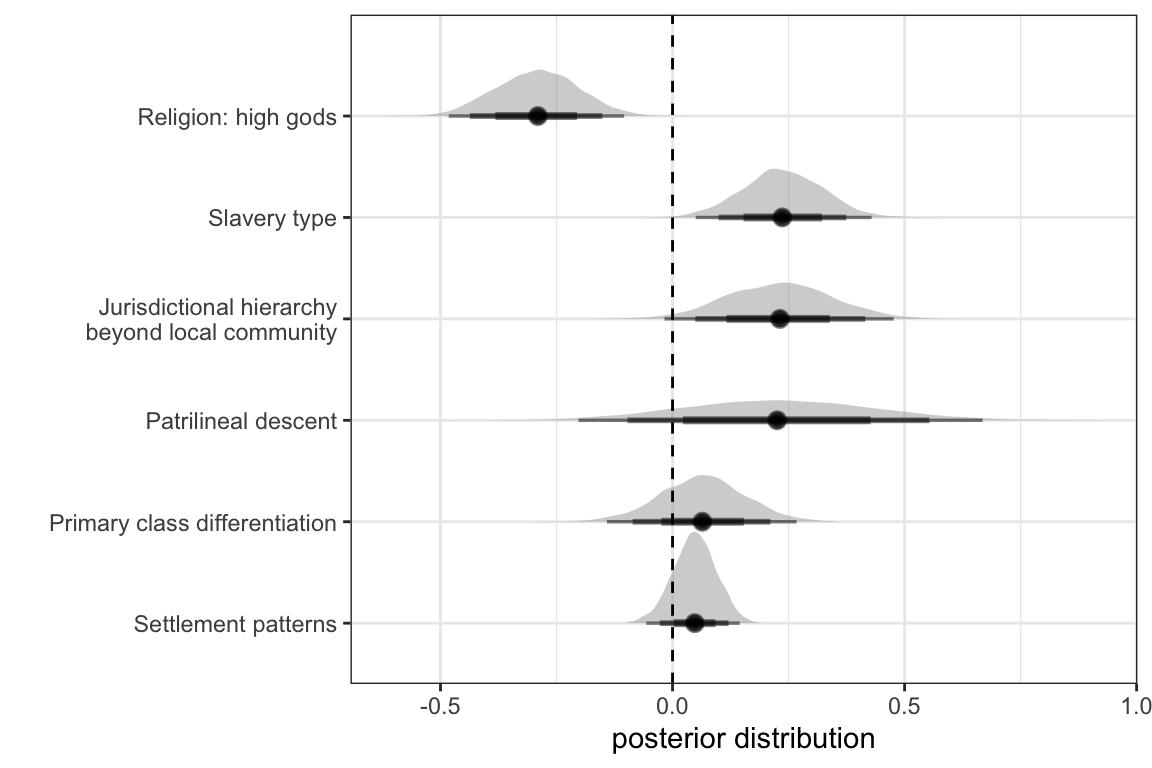 Religion: high gods
Slavery type
Jurisdictional hierarchy
beyond local community
Patrilineal descent
Primary class differentiation
Settlement patterns
-0.5 0.0 0.5 1.0
posterior distribution